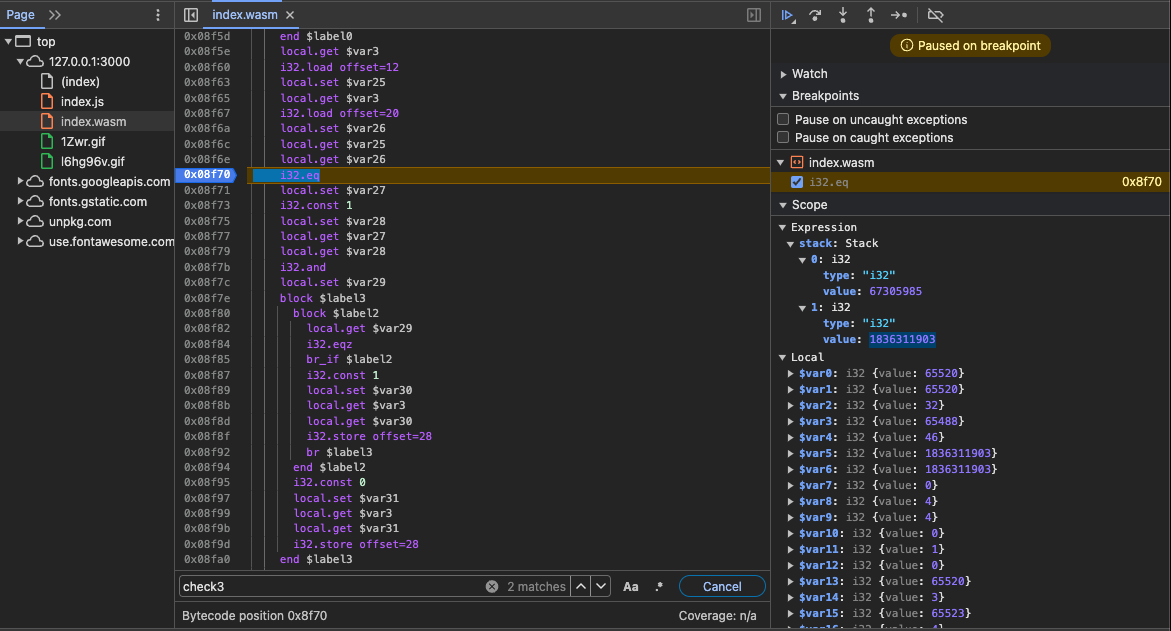 Page
top
127.0.0.1:3000
(index)
index.js
index.wasm
1Zwr.gif
l6hg96v.gif
fonts.googleapis.com
fonts.gstatic.com
unpkg.com
use.fontawesome.com
index.wasm ×
0x08f5d end $label0
0x08f5e local.get $var3
0x08f60 i32.load offset=12
0x08f63 local.set $var25
0x08f65 local.get $var3
0x08f67 i32.load offset=20
0x08f6a local.set $var26
0x08f6c local.get $var25
0x08f6e local.get $var26
0x08f70 i32.eq
0x08f71 local.set $var27
0x08f73 i32.const 1
0x08f75 local.set $var28
0x08f77 local.get $var27
0x08f79 local.get $var28
0x08f7b i32.and
0x08f7c local.set $var29
0x08f7e block $label3
0x08f80 block $label2
0x08f82 local.get $var29
0x08f84 i32.eqz
0x08f85 br_if $label2
0x08f87 i32.const 1
0x08f89 local.set $var30
0x08f8b local.get $var3
0x08f8d local.get $var30
0x08f8f i32.store offset=28
0x08f92 br $label3
0x08f94 end $label2
0x08f95 i32.const 0
0x08f97 local.set $var31
0x08f99 local.get $var3
0x08f9b local.get $var31
0x08f9d i32.store offset=28
0x08fa0 end $label3
check3 2 matches Aa .* Cancel
Bytecode position 0x8f70 Coverage: n/a
Paused on breakpoint
Watch
Breakpoints
Pause on uncaught exceptions
Pause on caught exceptions
index.wasm
i32.eq 0x8f70
Scope
Expression
stack: Stack
0: i32
type: "i32"
value: 67305985
1: i32
type: "i32"
value: 1836311903
Local
$var0: i32 {value: 65520}
$var1: i32 {value: 65520}
$var2: i32 {value: 32}
$var3: i32 {value: 65488}
$var4: i32 {value: 46}
$var5: i32 {value: 1836311903}
$var6: i32 {value: 1836311903}
$var7: i32 {value: 0}
$var8: i32 {value: 4}
$var9: i32 {value: 4}
$var10: i32 {value: 0}
$var11: i32 {value: 1}
$var12: i32 {value: 0}
$var13: i32 {value: 65520}
$var14: i32 {value: 3}
$var15: i32 {value: 65523}